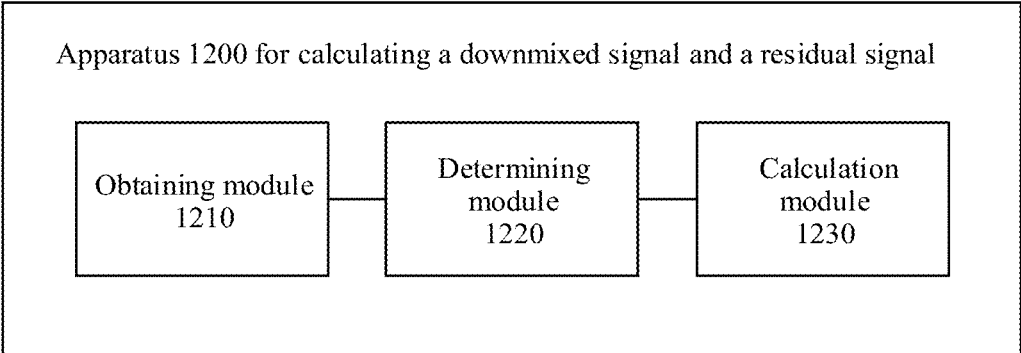 Apparatus 1200 for calculating a downmixed signal and a residual signal
Obtaining module
1210
Determining
module
1220
Calculation
module
1230